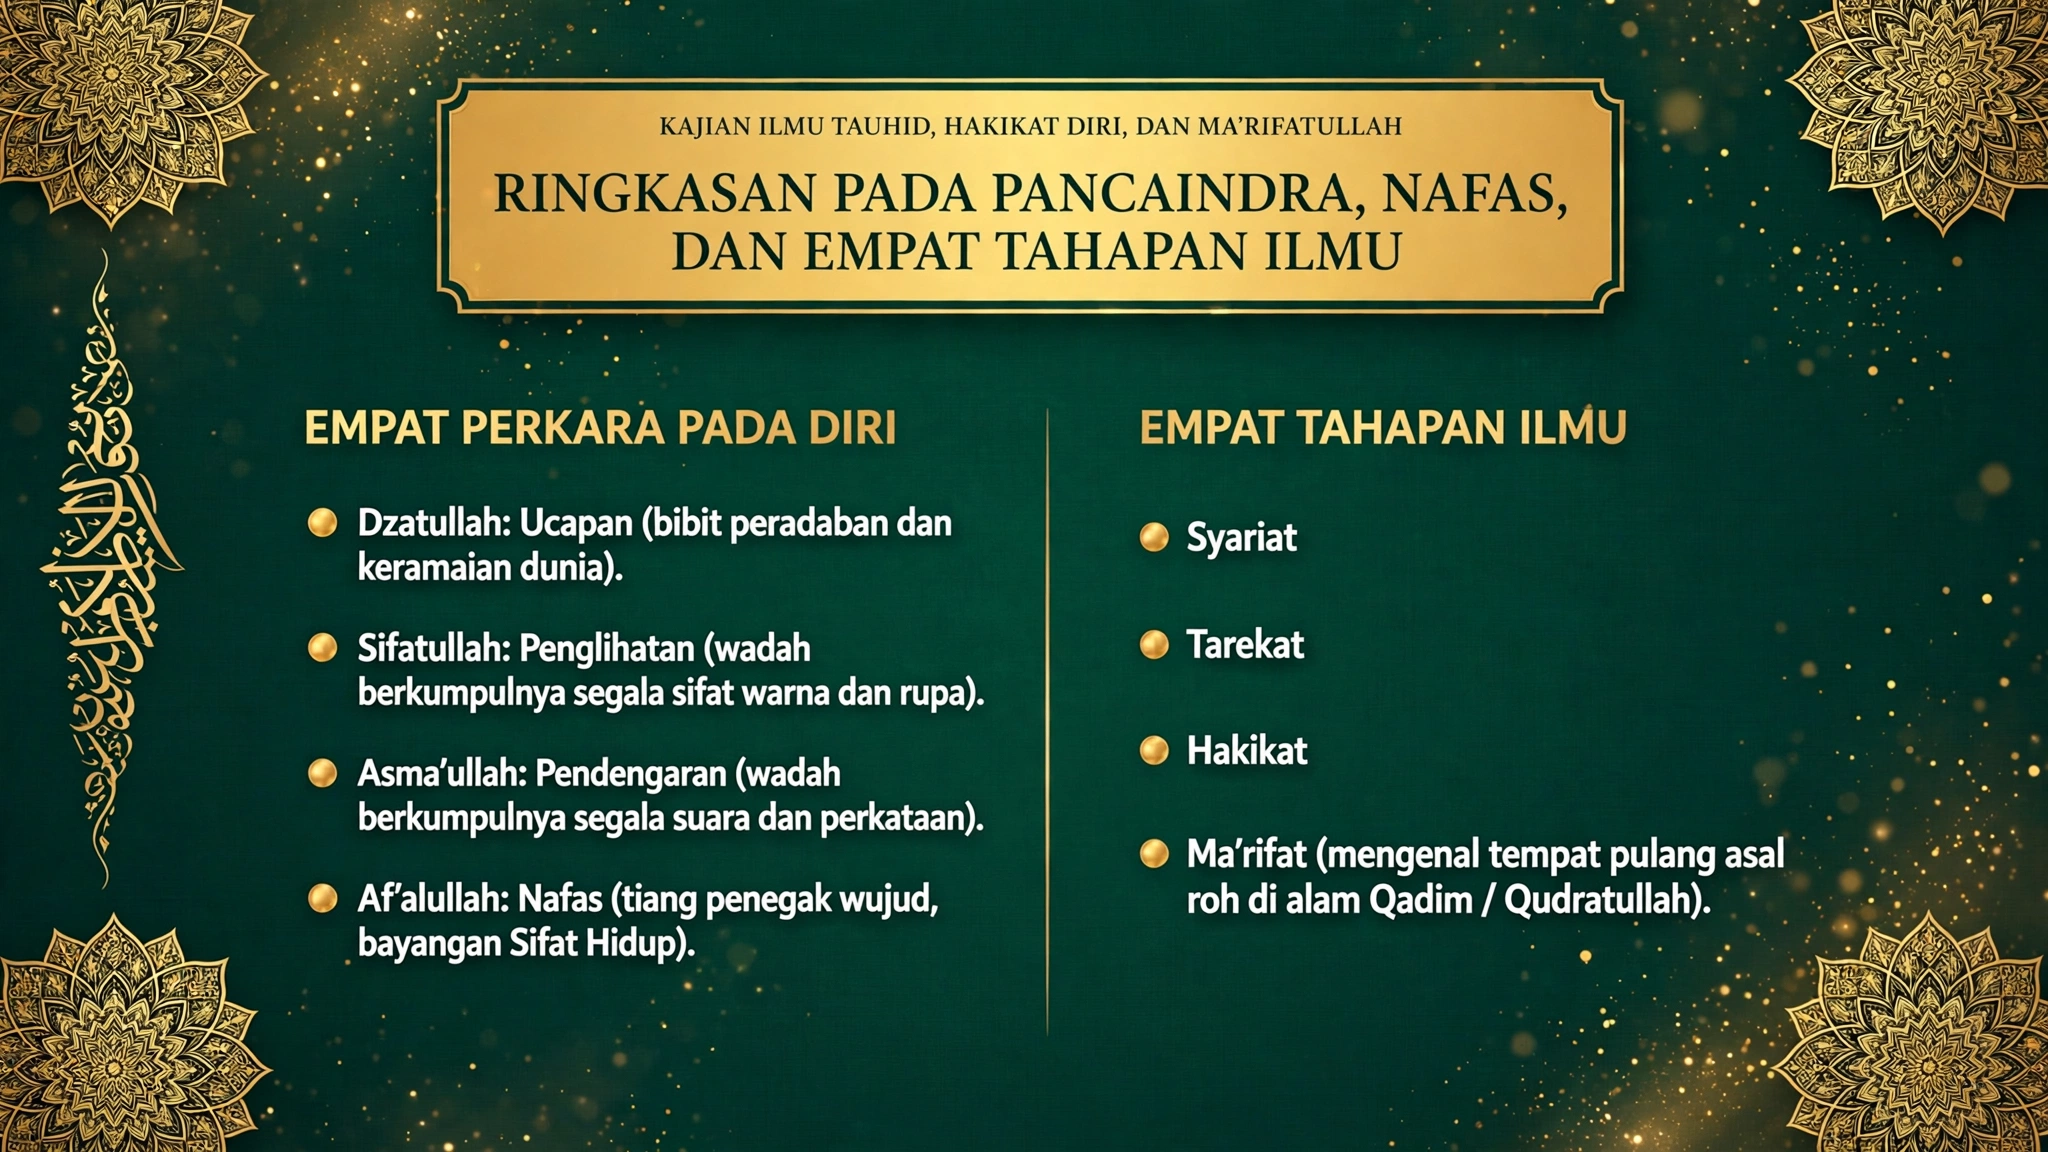 KAJIAN ILMU TAUHID, HAKIKAT DIRI, DAN MA’RIFATULLAH
RINGKASAN PADA PANCAINDRA, NAFAS,
DAN EMPAT TAHAPAN ILMU
EMPAT PERKARA PADA DIRI
Dzatullah: Ucapan (bibit peradaban dan
keramaian dunia).
Sifatullah: Penglihatan (wadah
berkumpulnya segala sifat warna dan rupa).
Asma’ullah: Pendengaran (wadah
berkumpulnya segala suara dan perkataan).
Af’alullah: Nafas (tiang penegak wujud,
bayangan Sifat Hidup).
EMPAT TAHAPAN ILMU
Syariat
Tarekat
Hakikat
Ma’rifat (mengenal tempat pulang asal
roh di alam Qadim / Qudratullah).